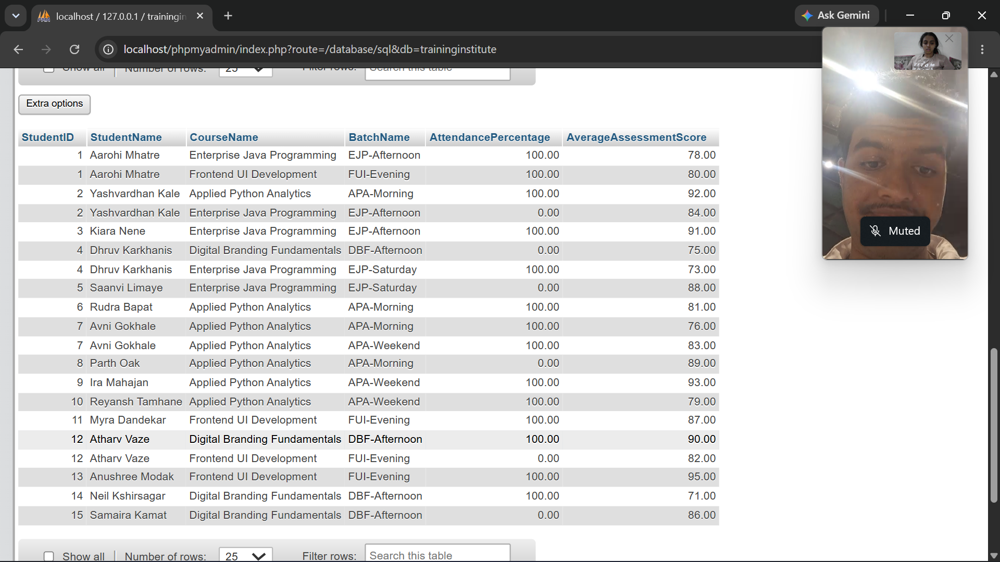 localhost / 127.0.0.1 / trainingin
Ask Gemini
localhost/phpmyadmin/index.php?route=/database/sql&db=traininginstitute
Show all Number of rows: 25 Filter rows: Search this table
Extra options
StudentID StudentName CourseName BatchName AttendancePercentage AverageAssessmentScore
1 Aarohi Mhatre Enterprise Java Programming EJP-Afternoon 100.00 78.00
1 Aarohi Mhatre Frontend UI Development FUI-Evening 100.00 80.00
2 Yashvardhan Kale Applied Python Analytics APA-Morning 100.00 92.00
2 Yashvardhan Kale Enterprise Java Programming EJP-Afternoon 0.00 84.00
3 Kiara Nene Enterprise Java Programming EJP-Afternoon 100.00 91.00
4 Dhruv Karkhanis Digital Branding Fundamentals DBF-Afternoon 0.00 75.00
4 Dhruv Karkhanis Enterprise Java Programming EJP-Saturday 100.00 73.00
5 Saanvi Limaye Enterprise Java Programming EJP-Saturday 0.00 88.00
6 Rudra Bapat Applied Python Analytics APA-Morning 100.00 81.00
7 Avni Gokhale Applied Python Analytics APA-Morning 100.00 76.00
7 Avni Gokhale Applied Python Analytics APA-Weekend 100.00 83.00
8 Parth Oak Applied Python Analytics APA-Morning 0.00 89.00
9 Ira Mahajan Applied Python Analytics APA-Weekend 100.00 93.00
10 Reyansh Tamhane Applied Python Analytics APA-Weekend 100.00 79.00
11 Myra Dandekar Frontend UI Development FUI-Evening 100.00 87.00
12 Atharv Vaze Digital Branding Fundamentals DBF-Afternoon 100.00 90.00
12 Atharv Vaze Frontend UI Development FUI-Evening 0.00 82.00
13 Anushree Modak Frontend UI Development FUI-Evening 100.00 95.00
14 Neil Kshirsagar Digital Branding Fundamentals DBF-Afternoon 100.00 71.00
15 Samaira Kamat Digital Branding Fundamentals DBF-Afternoon 0.00 86.00
Show all Number of rows: 25 Filter rows: Search this table
Muted